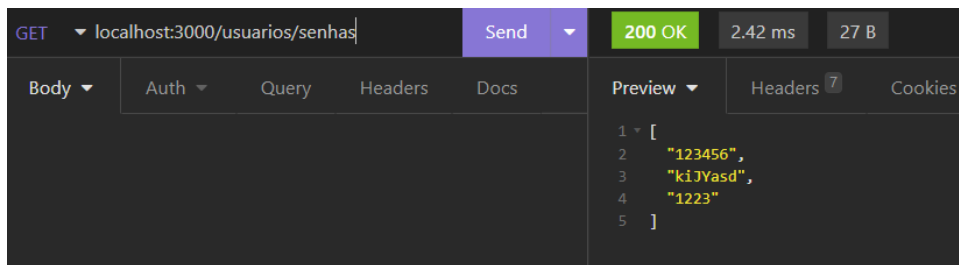 GET localhost:3000/usuarios/senhas Send 200 OK 2.42 ms 27 B
Body Auth Query Headers Docs Preview Headers 7 Cookies
1 [
2 "123456",
3 "kiJYasd",
4 "1223"
5 ]